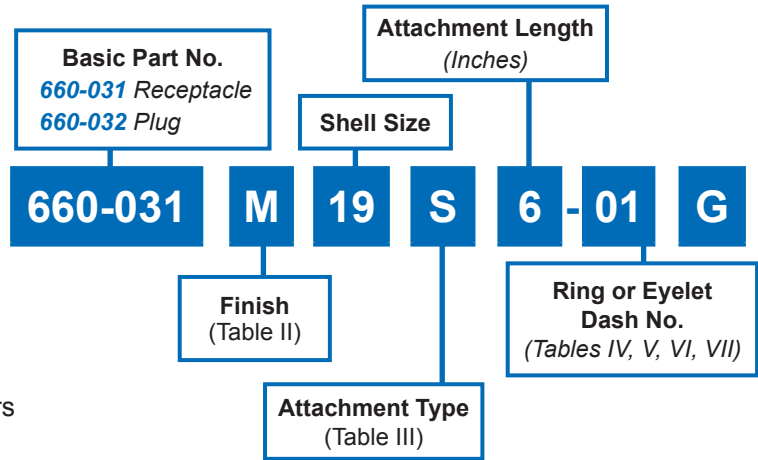 Attachment Length
(Inches)
Basic Part No.
660-031 Receptacle
660-032 Plug
Shell Size
660-031 M 19 S 6 - 01 G
Finish
(Table II)
Ring or Eyelet
Dash No.
(Tables IV, V, VI, VII)
Attachment Type
(Table III)